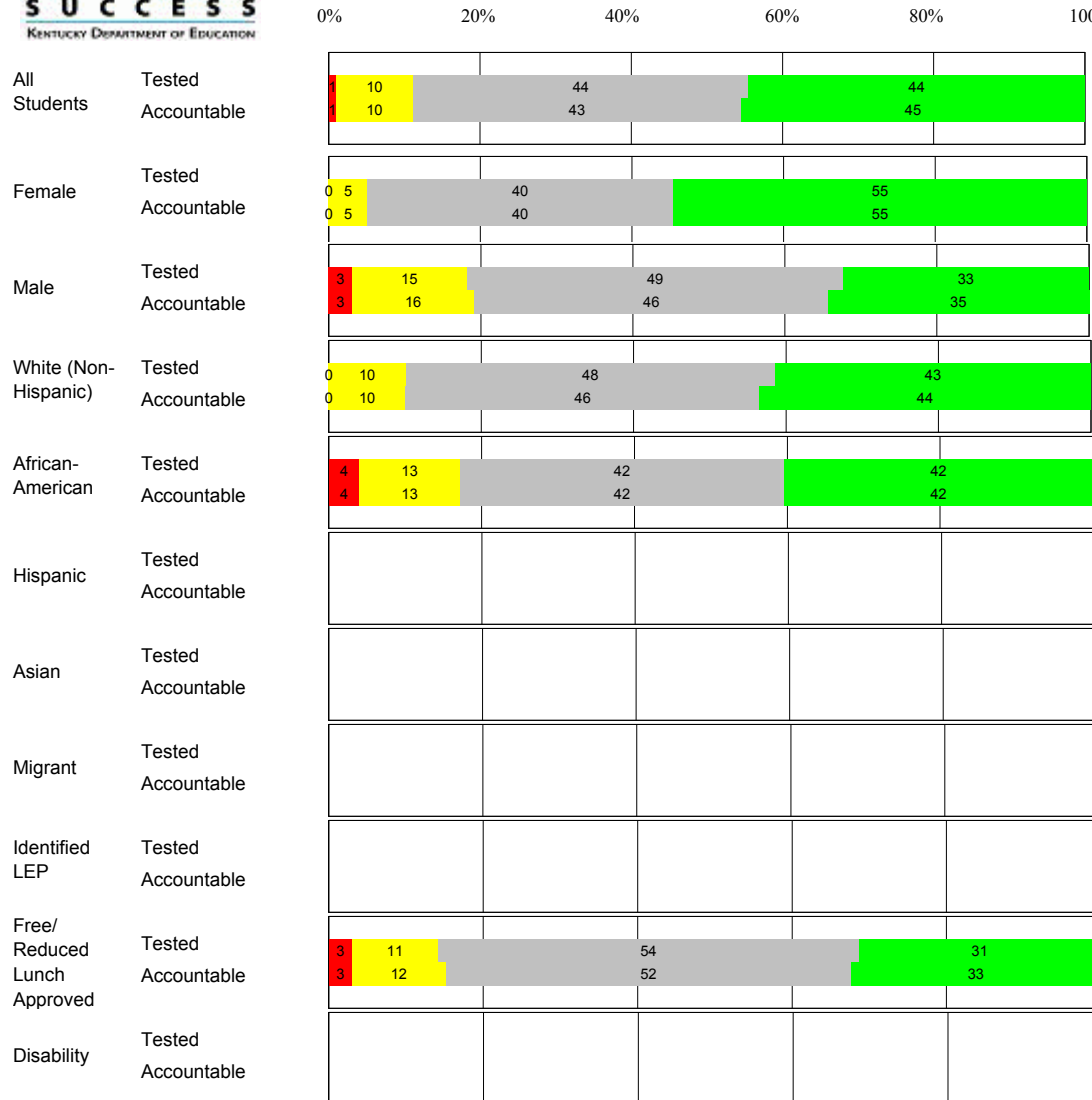 SUCCESS
KENTUCKY DEPARTMENT OF EDUCATION
0% 20% 40% 60% 80% 100
All Students
Tested 1 10 44 44
Accountable 1 10 43 45
Female
Tested 0 5 40 55
Accountable 0 5 40 55
Male
Tested 3 15 49 33
Accountable 3 16 46 35
White (Non-
Hispanic)
Tested 0 10 48 43
Accountable 0 10 46 44
African-
American
Tested 4 13 42 42
Accountable 4 13 42 42
Hispanic
Tested
Accountable
Asian
Tested
Accountable
Migrant
Tested
Accountable
Identified
LEP
Tested
Accountable
Free/
Reduced
Lunch
Approved
Tested 3 11 54 31
Accountable 3 12 52 33
Disability
Tested
Accountable